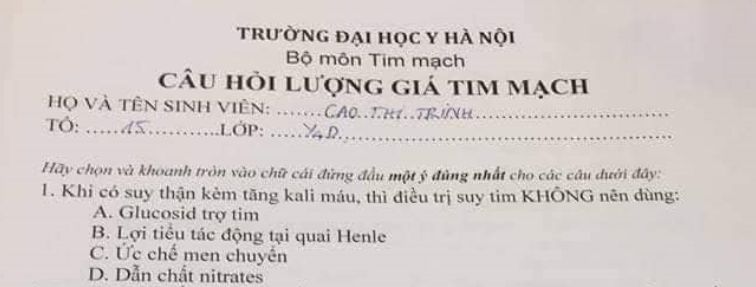 TRƯỜNG ĐẠI HỌC Y HÀ NỘI
Bộ môn Tim mạch
CÂU HỎI LƯỢNG GIÁ TIM MẠCH
HỌ VÀ TÊN SINH VIÊN: .......CAO..THỊ..TRINH................................
TỔ: .....15............LỚP: .....Y4D.......................................................
Hãy chọn và khoanh tròn vào chữ cái đứng đầu một ý đúng nhất cho các câu dưới đây:
1. Khi có suy thận kèm tăng kali máu, thì điều trị suy tim KHÔNG nên dùng:
A. Glucosid trợ tim
B. Lợi tiểu tác động tại quai Henle
C. Ức chế men chuyển
D. Dẫn chất nitrates